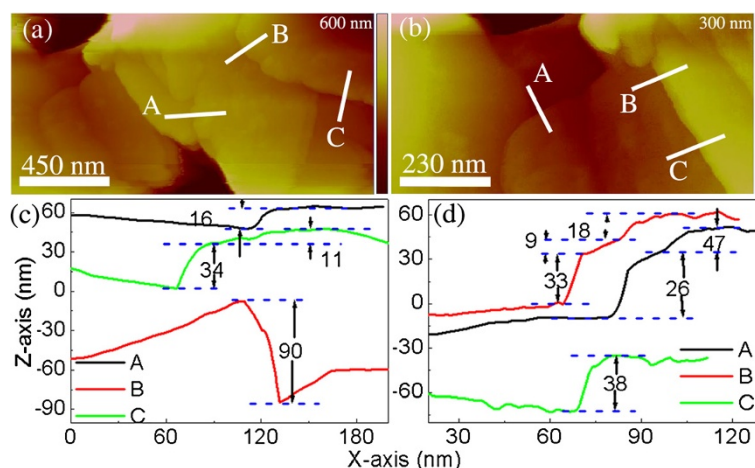 (a)
B
600 nm
A
C
450 nm
(b)
300 nm
A
B
C
230 nm
(c)
60
30
0
-30
-60
-90
16
34
11
90
A
B
C
0
60
120
180
Z-axis (nm)
(d)
60
30
0
-30
-60
9
18
33
47
26
38
A
B
C
30
60
90
120
X-axis (nm)